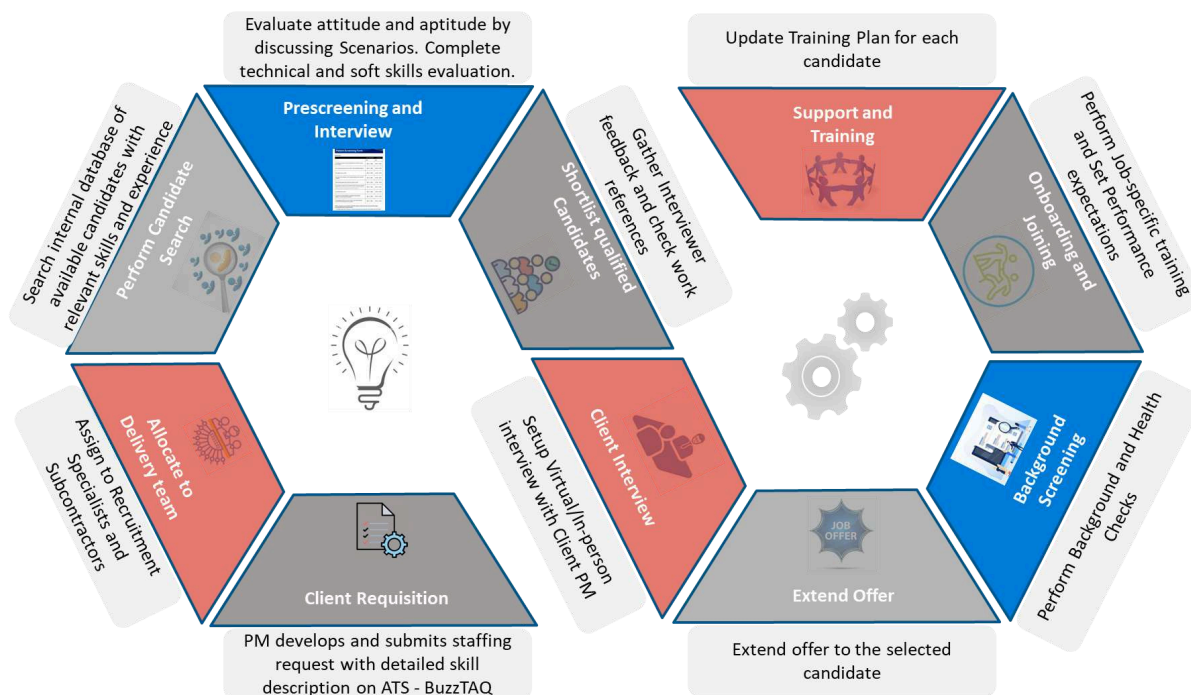 Evaluate attitude and aptitude by
discussing Scenarios. Complete
technical and soft skills evaluation.
Prescreening and
Interview
Update Training Plan for each
candidate
Support and
Training
Search internal database of
available candidates with
relevant skills and experience
Perform Candidate
Search
Shortlist qualified
Candidates
Gather Interviewer
feedback and check work
references
Onboarding and
Joining
Perform Job-specific training
and Set Performance
expectations
Allocate to
Delivery team
Assign to Recruitment
Specialists and
Subcontractors
Client Interview
Setup Virtual/In-person
interview with Client PM
Background
Screening
Perform Background and Health
Checks
Client Requisition
PM develops and submits staffing
request with detailed skill
description on ATS - BuzzTAQ
JOB
OFFER
Extend Offer
Extend offer to the selected
candidate